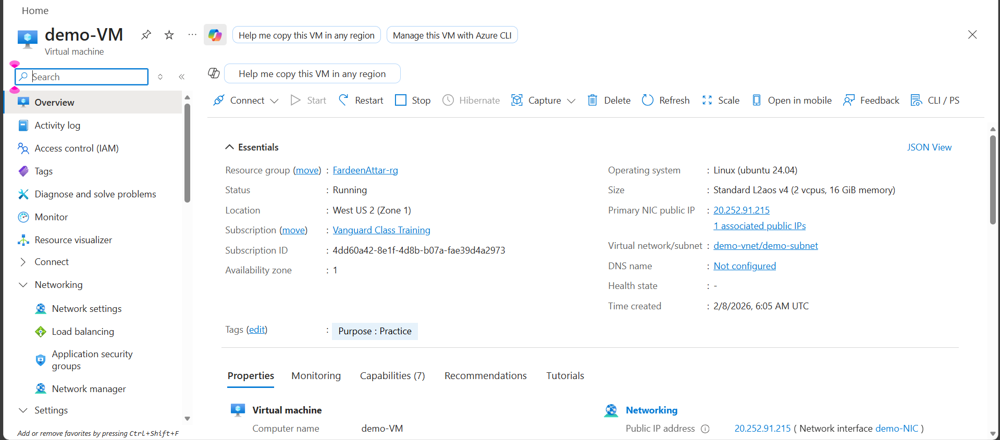 Home
demo-VM
Virtual machine
Help me copy this VM in any region
Manage this VM with Azure CLI
Search
Help me copy this VM in any region
Connect Start Restart Stop Hibernate Capture Delete Refresh Scale Open in mobile Feedback CLI / PS
Overview
Activity log
Access control (IAM)
Tags
Diagnose and solve problems
Monitor
Resource visualizer
Connect
Networking
Network settings
Load balancing
Application security
groups
Network manager
Settings
Add or remove favorites by pressing Ctrl+Shift+F
Essentials
JSON View
Resource group (move) : FardeenAttar-rg
Status : Running
Location : West US 2 (Zone 1)
Subscription (move) : Vanguard Class Training
Subscription ID : 4dd60a42-8e1f-4d8b-b07a-fae39d4a2973
Availability zone : 1
Operating system : Linux (ubuntu 24.04)
Size : Standard L2aos v4 (2 vcpus, 16 GiB memory)
Primary NIC public IP : 20.252.91.215
1 associated public IPs
Virtual network/subnet : demo-vnet/demo-subnet
DNS name : Not configured
Health state : -
Time created : 2/8/2026, 6:05 AM UTC
Tags (edit) : Purpose : Practice
Properties Monitoring Capabilities (7) Recommendations Tutorials
Virtual machine
Computer name demo-VM
Networking
Public IP address 20.252.91.215 ( Network interface demo-NIC )